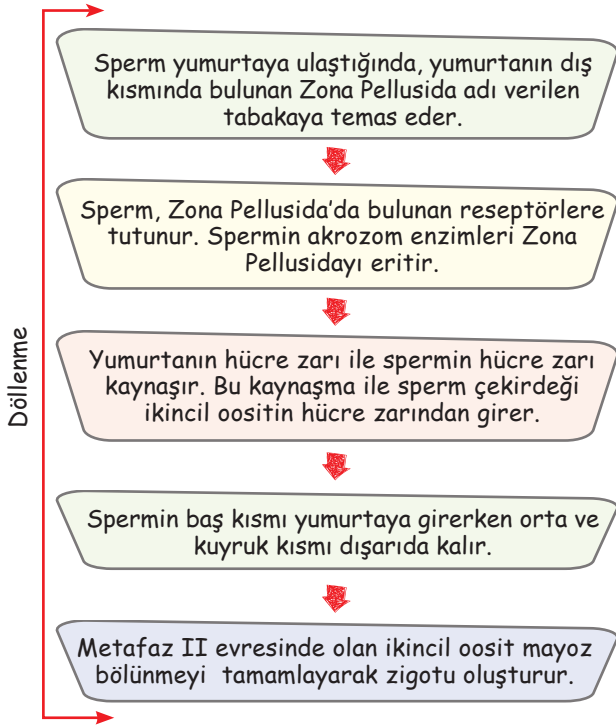 Döllenme
Sperm yumurtaya ulaştığında, yumurtanın dış
kısmında bulunan Zona Pellusida adı verilen
tabakaya temas eder.
Sperm, Zona Pellusida’da bulunan reseptörlere
tutunur. Spermin akrozom enzimleri Zona
Pellusidayı eritir.
Yumurtanın hücre zarı ile spermin hücre zarı
kaynaşır. Bu kaynaşma ile sperm çekirdeği
ikincil oositin hücre zarından girer.
Spermin baş kısmı yumurtaya girerken orta ve
kuyruk kısmı dışarıda kalır.
Metafaz II evresinde olan ikincil oosit mayoz
bölünmeyi tamamlayarak zigotu oluşturur.